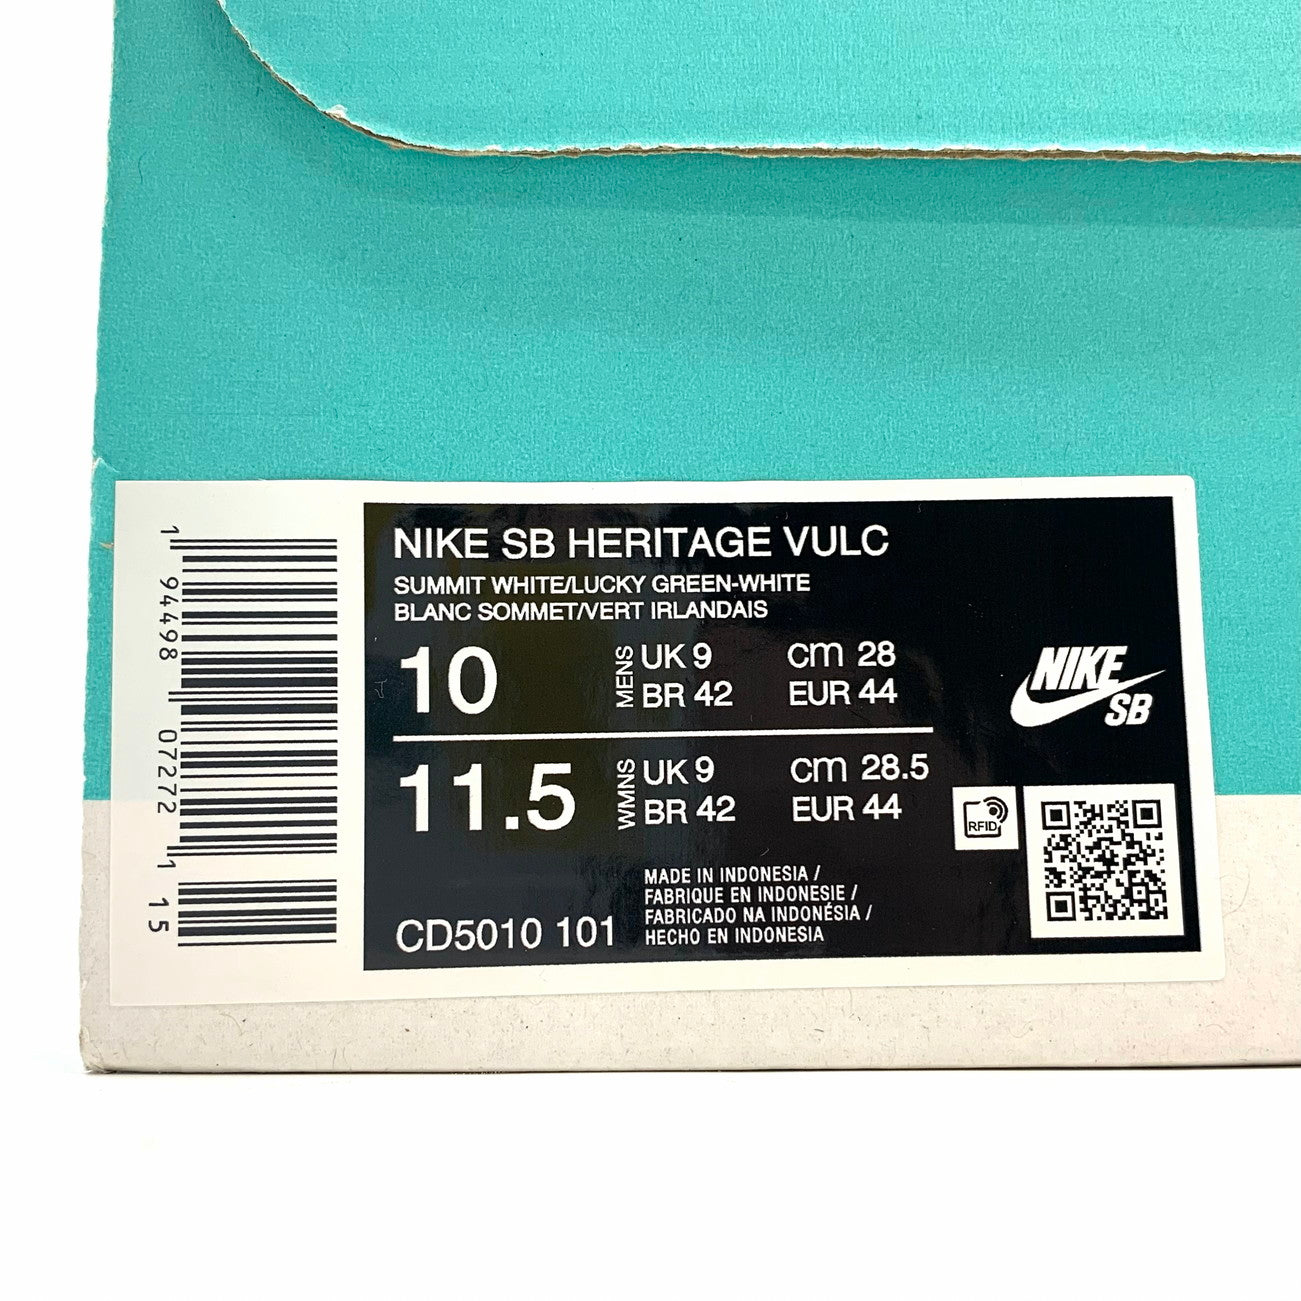 NIKE SB HERITAGE VULC
SUMMIT WHITE/LUCKY GREEN-WHITE
BLANC SOMMET/VERT IRLANDAIS
10
MENS
UK 9 cm 28
BR 42 EUR 44
11.5
WMNS
UK 9 cm 28.5
BR 42 EUR 44
NIKE
SB
RFID
MADE IN INDONESIA /
FABRIQUE EN INDONESIE /
FABRICADO NA INDONÉSIA /
HECHO EN INDONESIA
CD5010 101
1 94498 07272 1 15